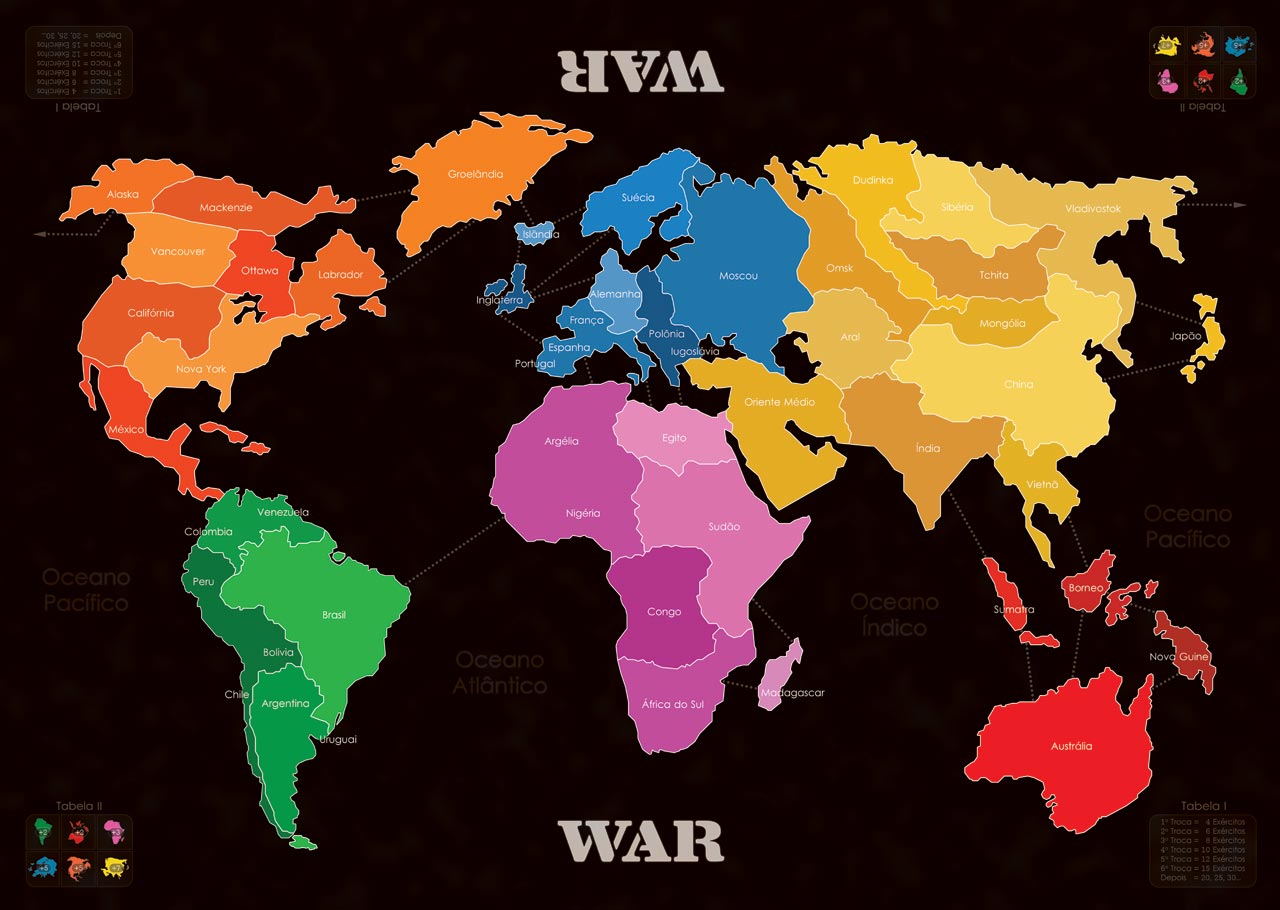 WAR
1º Troca = 4 Exércitos
2º Troca = 6 Exércitos
3º Troca = 8 Exércitos
4º Troca = 10 Exércitos
5º Troca = 12 Exércitos
6º Troca = 15 Exércitos
Depois = 20, 25, 30...
Tabela I
Tabela II
Alaska
Mackenzie
Groelândia
Vancouver
Ottawa
Labrador
Califórnia
Nova York
México
Suécia
Islândia
Inglaterra
Alemanha
Moscou
França
Polônia
Iugoslávia
Espanha
Portugal
Dudinka
Sibéria
Vladivostok
Omsk
Tchita
Mongólia
Aral
Japão
China
Oriente Médio
Índia
Vietnã
Argélia
Egito
Nigéria
Sudão
Congo
África do Sul
Madagascar
Venezuela
Colombia
Peru
Brasil
Bolivia
Chile
Argentina
Uruguai
Sumatra
Borneo
Nova Guine
Austrália
Oceano
Pacífico
Oceano
Atlântico
Oceano
Índico
Oceano
Pacífico
WAR
Tabela II
Tabela I
1º Troca = 4 Exércitos
2º Troca = 6 Exércitos
3º Troca = 8 Exércitos
4º Troca = 10 Exércitos
5º Troca = 12 Exércitos
6º Troca = 15 Exércitos
Depois = 20, 25, 30...